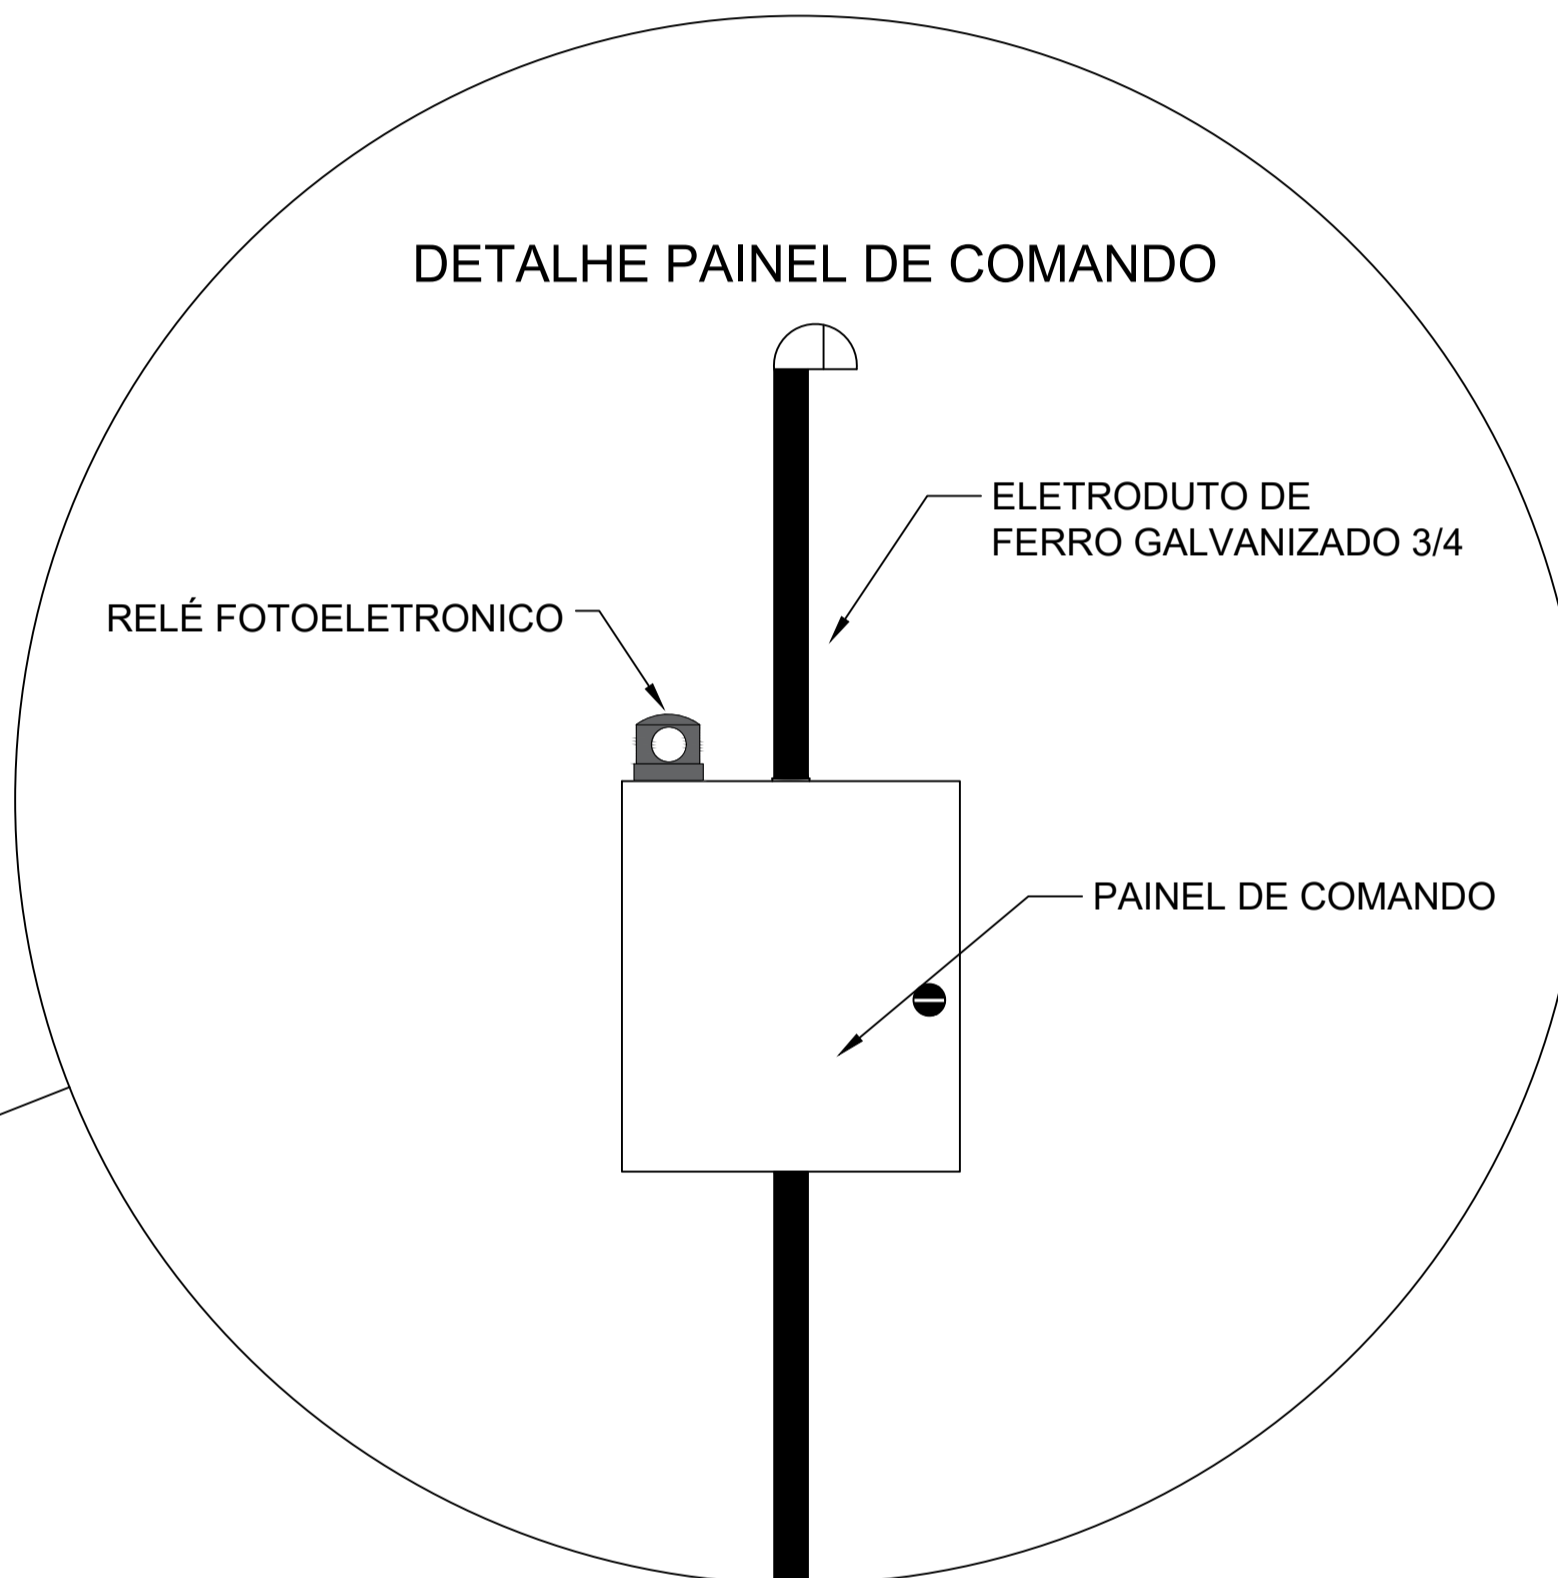 DETALHE PAINEL DE COMANDO
ELETRODUTO DE
FERRO GALVANIZADO 3/4
RELÉ FOTOELETRONICO
PAINEL DE COMANDO